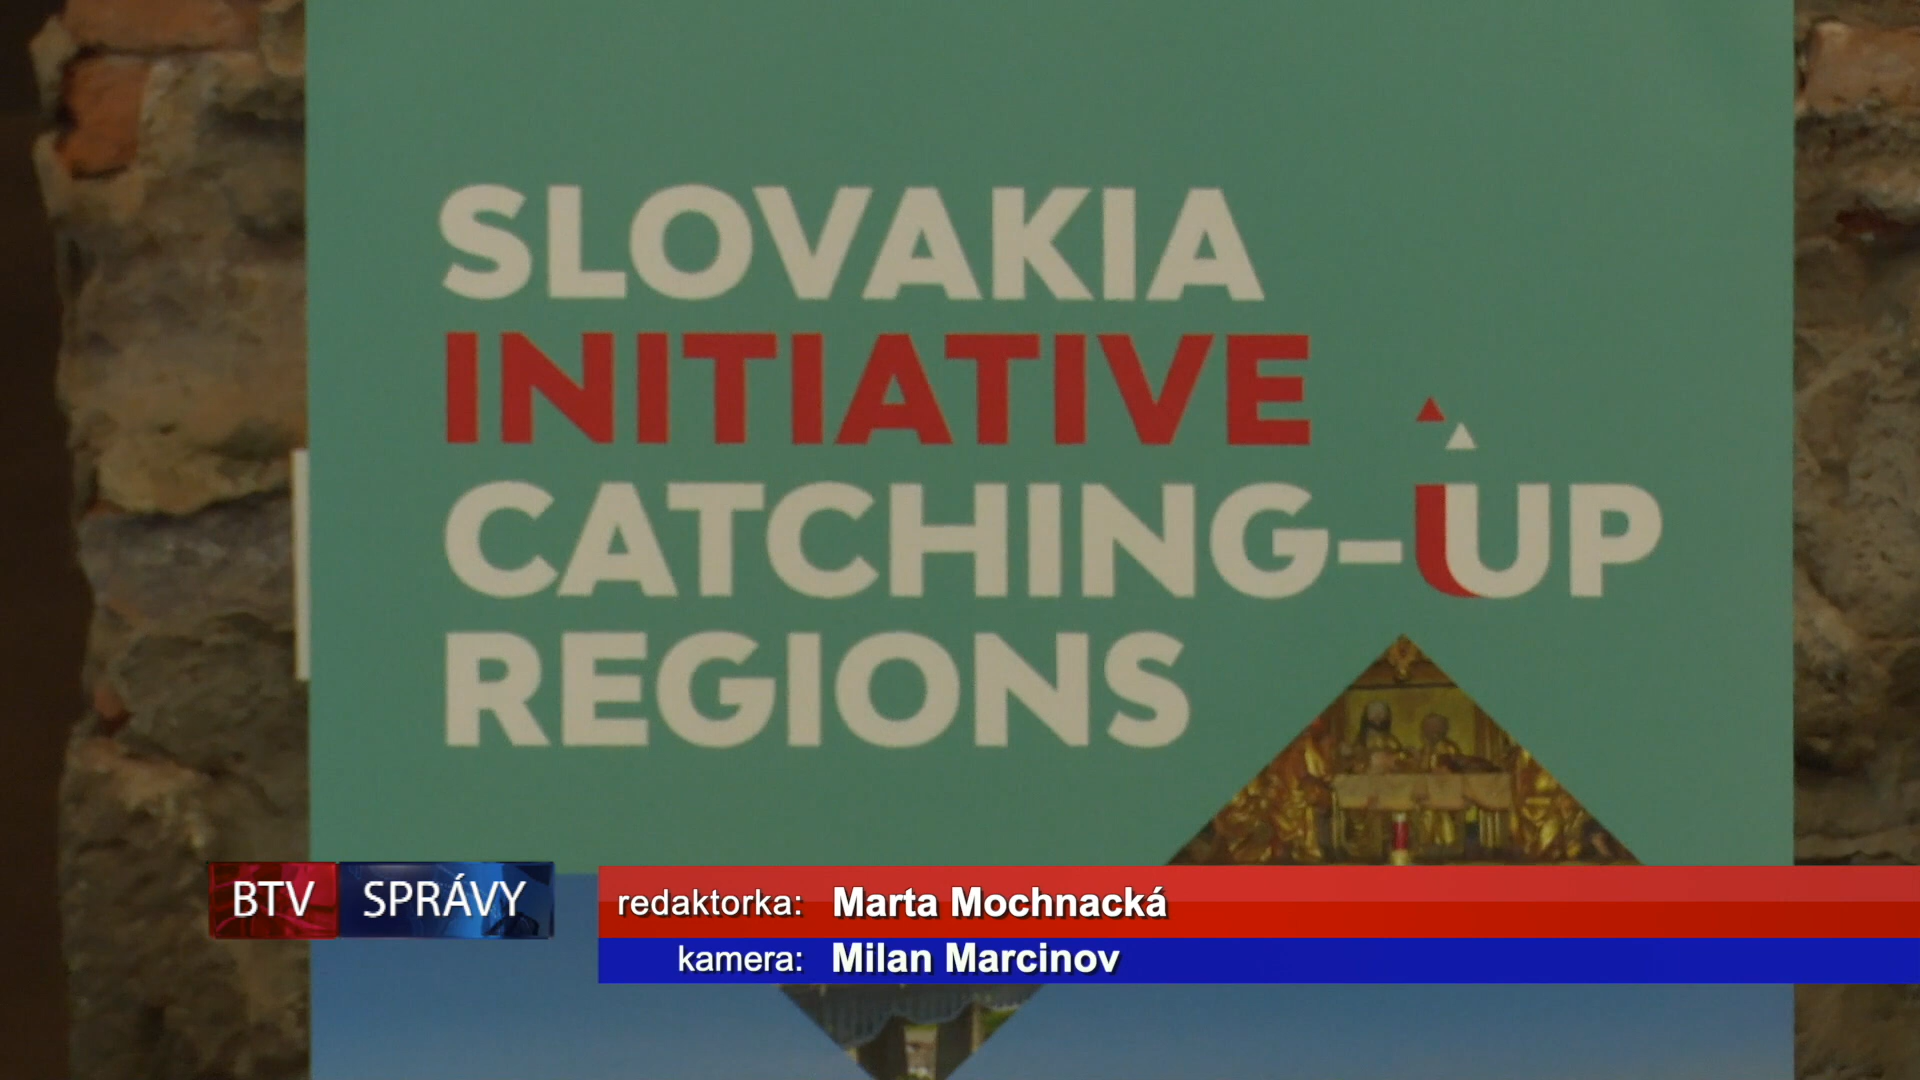 SLOVAKIA
INITIATIVE
CATCHING-UP
REGIONS
BTV SPRÁVY
redaktorka: Marta Mochnacká
kamera: Milan Marcinov